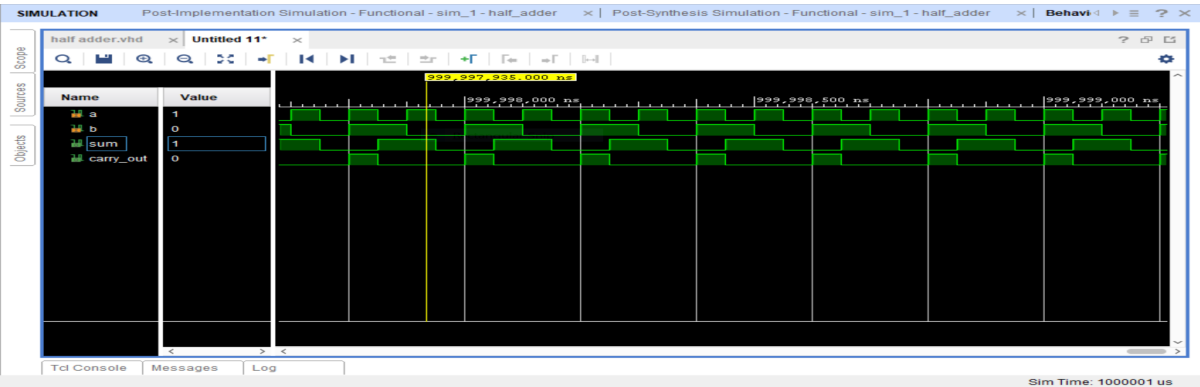 SIMULATION Post-Implementation Simulation - Functional - sim_1 - half_adder Post-Synthesis Simulation - Functional - sim_1 - half_adder Behavi
half adder.vhd Untitled 11*
Scope
Sources
Objects
999,997,935.000 ns
Name Value
999,998,000 ns 999,998,500 ns 999,999,000 ns
a 1
b 0
sum 1
carry_out 0
Tcl Console Messages Log
Sim Time: 1000001 us